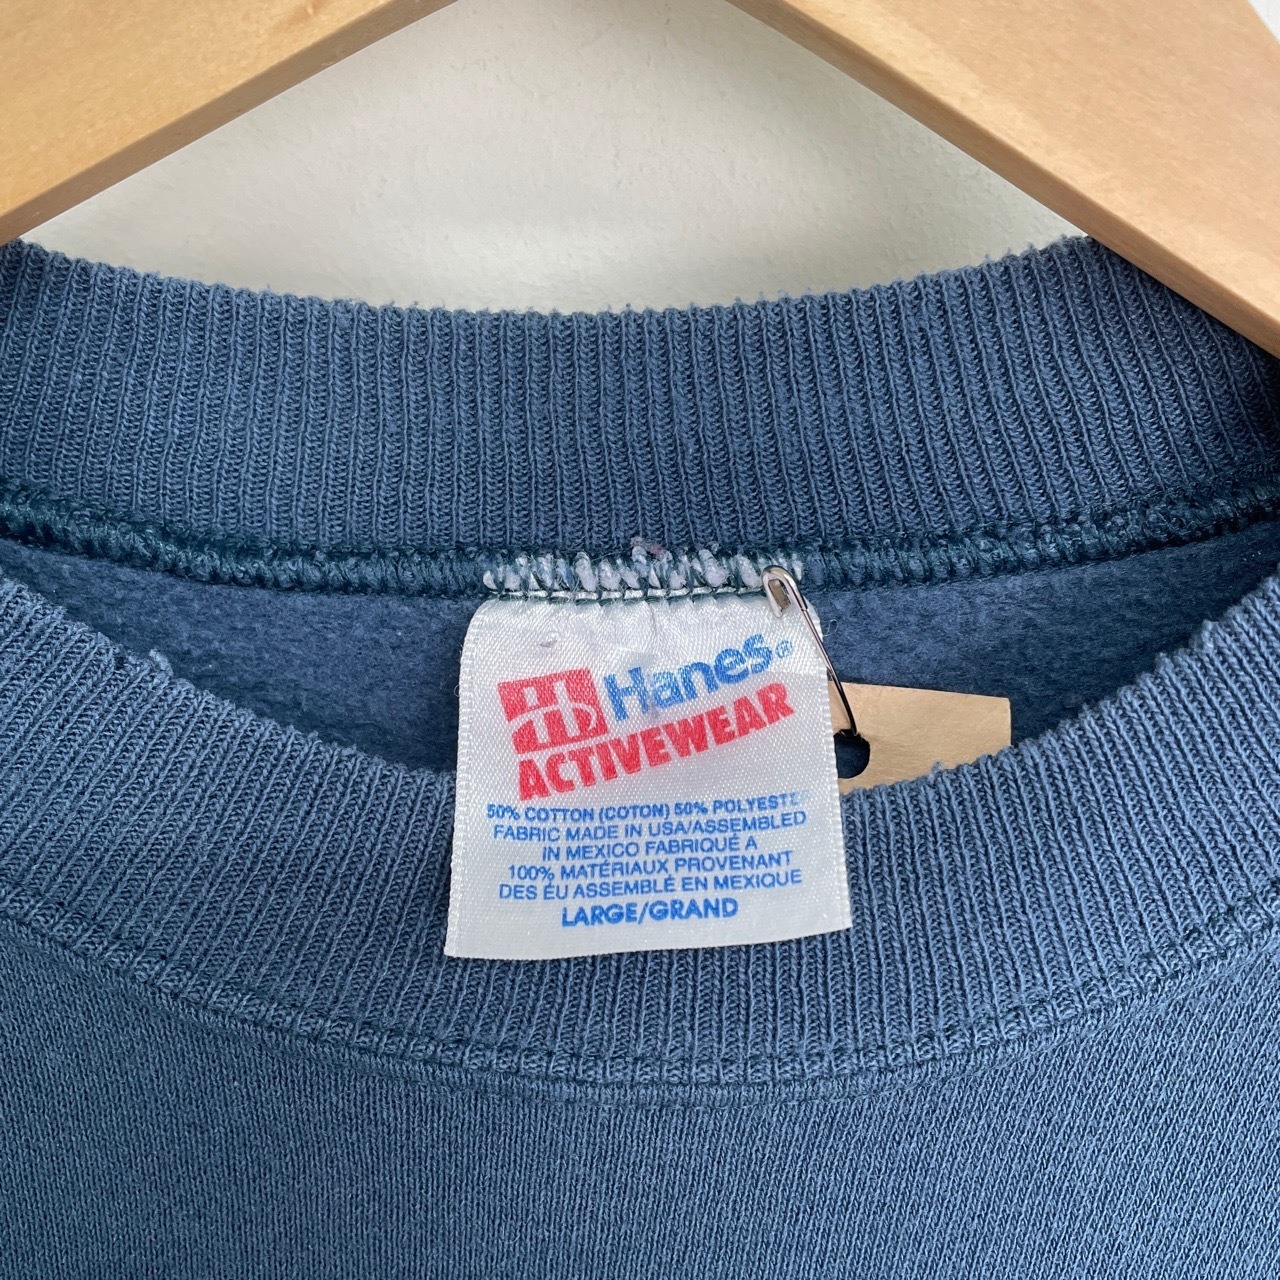 Hanes®
ACTIVEWEAR
50% COTTON (COTON) 50% POLYESTE
FABRIC MADE IN USA/ASSEMBLED
IN MEXICO FABRIQUÉ À
100% MATÉRIAUX PROVENANT
DES ÉU ASSEMBLÉ EN MEXIQUE
LARGE/GRAND